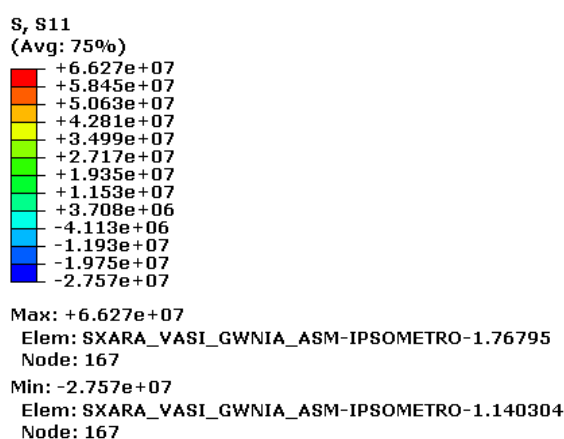 S, S11
(Avg: 75%)
+6.627e+07
+5.845e+07
+5.063e+07
+4.281e+07
+3.499e+07
+2.717e+07
+1.935e+07
+1.153e+07
+3.708e+06
-4.113e+06
-1.193e+07
-1.975e+07
-2.757e+07
Max: +6.627e+07
Elem: SXARA_VASI_GWNIA_ASM-IPSOMETRO-1.76795
Node: 167
Min: -2.757e+07
Elem: SXARA_VASI_GWNIA_ASM-IPSOMETRO-1.140304
Node: 167